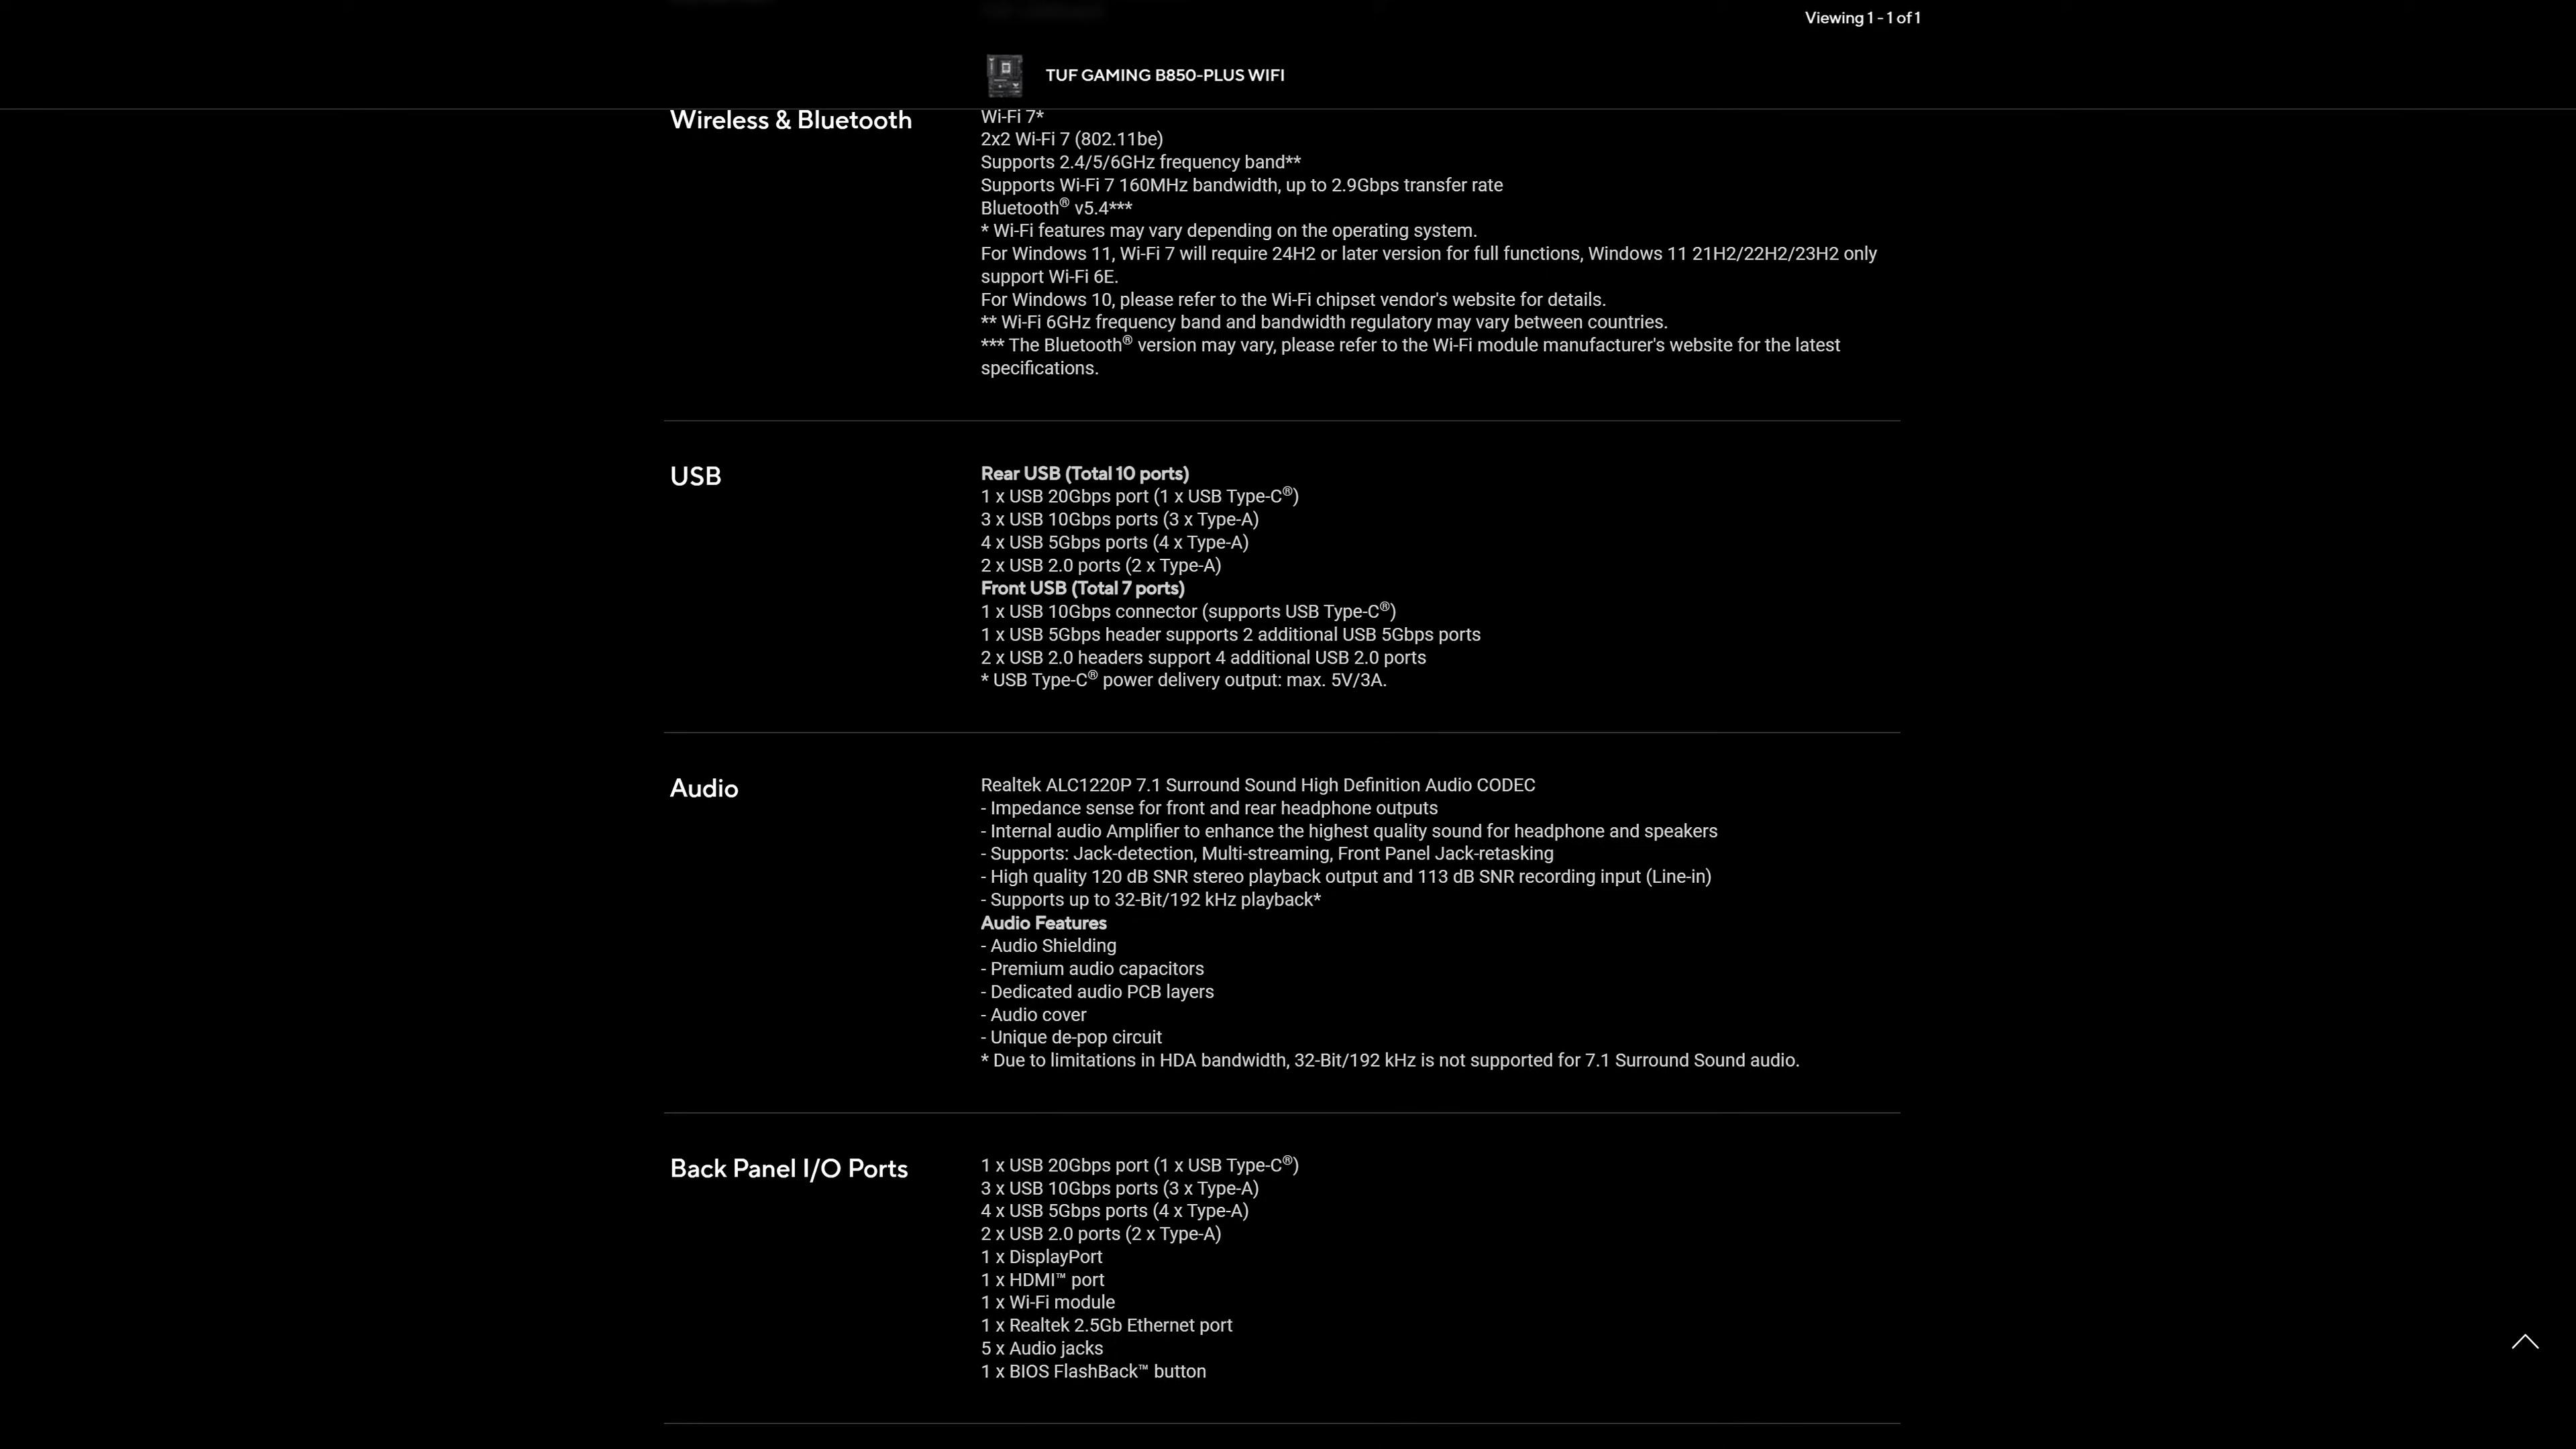 Viewing 1 - 1 of 1
TUF GAMING B850-PLUS WIFI
Wireless & Bluetooth
Wi-Fi 7*
2x2 Wi-Fi 7 (802.11be)
Supports 2.4/5/6GHz frequency band**
Supports Wi-Fi 7 160MHz bandwidth, up to 2.9Gbps transfer rate
Bluetooth® v5.4***
* Wi-Fi features may vary depending on the operating system.
For Windows 11, Wi-Fi 7 will require 24H2 or later version for full functions, Windows 11 21H2/22H2/23H2 only
support Wi-Fi 6E.
For Windows 10, please refer to the Wi-Fi chipset vendor's website for details.
** Wi-Fi 6GHz frequency band and bandwidth regulatory may vary between countries.
*** The Bluetooth® version may vary, please refer to the Wi-Fi module manufacturer's website for the latest
specifications.
USB
Rear USB (Total 10 ports)
1 x USB 20Gbps port (1 x USB Type-C®)
3 x USB 10Gbps ports (3 x Type-A)
4 x USB 5Gbps ports (4 x Type-A)
2 x USB 2.0 ports (2 x Type-A)
Front USB (Total 7 ports)
1 x USB 10Gbps connector (supports USB Type-C®)
1 x USB 5Gbps header supports 2 additional USB 5Gbps ports
2 x USB 2.0 headers support 4 additional USB 2.0 ports
* USB Type-C® power delivery output: max. 5V/3A.
Audio
Realtek ALC1220P 7.1 Surround Sound High Definition Audio CODEC
- Impedance sense for front and rear headphone outputs
- Internal audio Amplifier to enhance the highest quality sound for headphone and speakers
- Supports: Jack-detection, Multi-streaming, Front Panel Jack-retasking
- High quality 120 dB SNR stereo playback output and 113 dB SNR recording input (Line-in)
- Supports up to 32-Bit/192 kHz playback*
Audio Features
- Audio Shielding
- Premium audio capacitors
- Dedicated audio PCB layers
- Audio cover
- Unique de-pop circuit
* Due to limitations in HDA bandwidth, 32-Bit/192 kHz is not supported for 7.1 Surround Sound audio.
Back Panel I/O Ports
1 x USB 20Gbps port (1 x USB Type-C®)
3 x USB 10Gbps ports (3 x Type-A)
4 x USB 5Gbps ports (4 x Type-A)
2 x USB 2.0 ports (2 x Type-A)
1 x DisplayPort
1 x HDMI™ port
1 x Wi-Fi module
1 x Realtek 2.5Gb Ethernet port
5 x Audio jacks
1 x BIOS FlashBack™ button